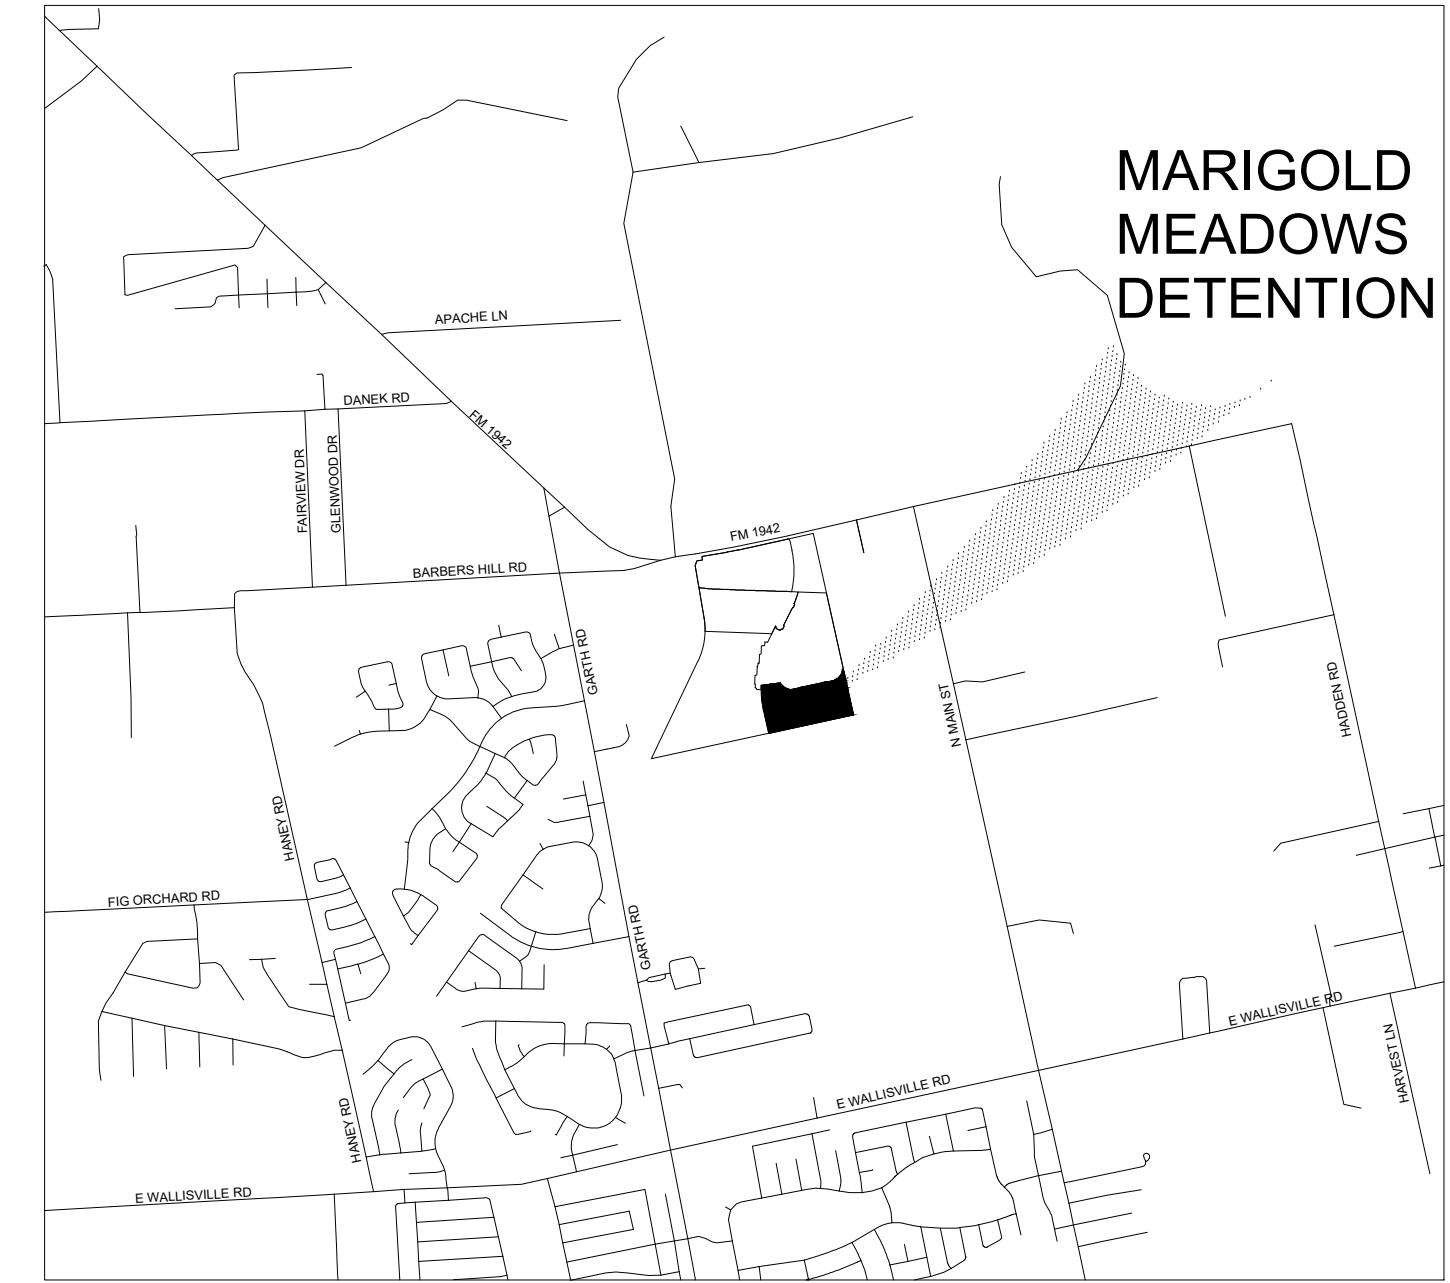 MARIGOLD
MEADOWS
DETENTION
APACHE LN
DANEK RD
FM 1942
FAIRVIEW DR
GLENWOOD DR
FM 1942
BARBERS HILL RD
GARTH RD
N MAIN ST
HADDEN RD
HANEY RD
FIG ORCHARD RD
GARTH RD
E WALLISVILLE RD
HARVEST LN
E WALLISVILLE RD
HANEY RD
E WALLISVILLE RD